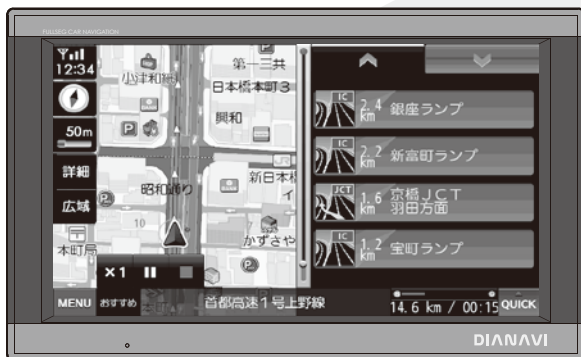 FULLSEG CAR NAVIGATION
12:34
50m
詳細
広域
本町局
第一三共
日本橋本町3
興和
JR
新日本橋
昭和通り
10
かずさや
×1
MENU
おすすめ
首都高速1号上野線
IC
2.4 km
銀座ランプ
IC
2.2 km
新富町ランプ
JCT
1.6 km
京橋JCT
羽田方面
IC
1.2 km
宝町ランプ
14.6 km / 00:15
QUICK
DIANAVI